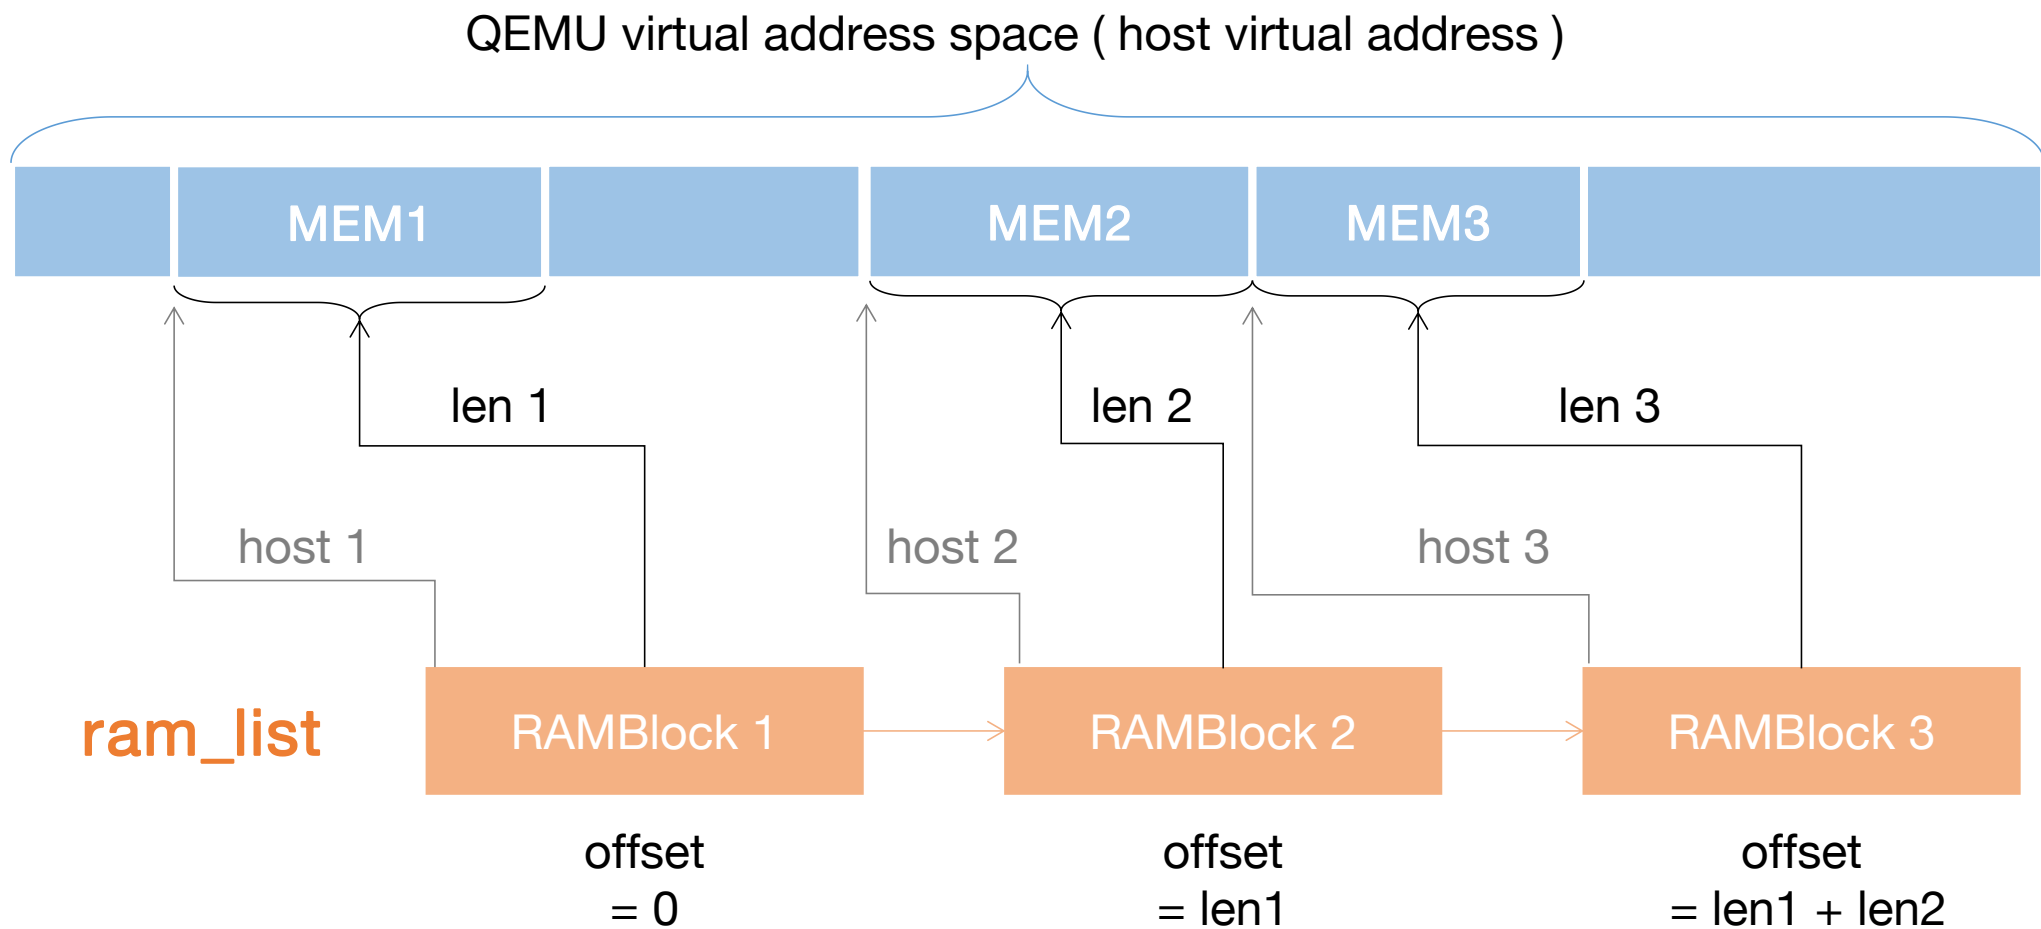 QEMU virtual address space ( host virtual address )
MEM1
MEM2
MEM3
len 1
len 2
len 3
host 1
host 2
host 3
ram_list
RAMBlock 1
RAMBlock 2
RAMBlock 3
offset
= 0
offset
= len1
offset
= len1 + len2